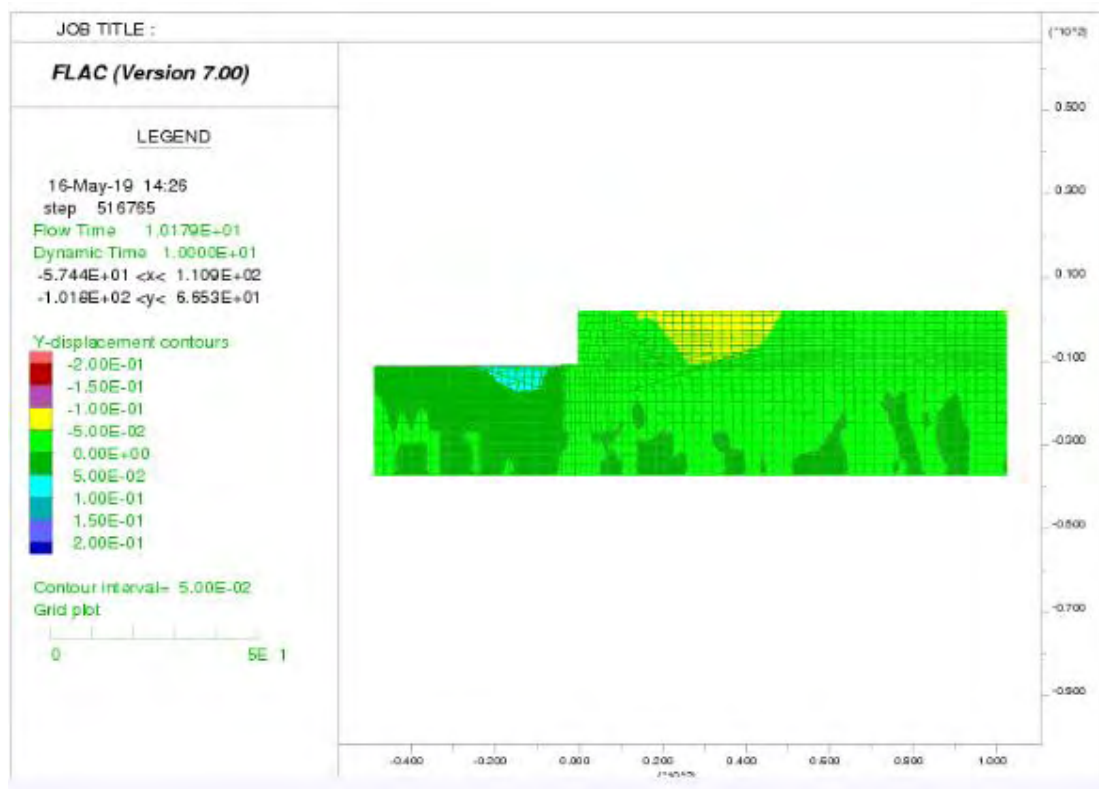 JOB TITLE :
FLAC (Version 7.00)
LEGEND
16-May-19 14:26
step 516765
Flow Time 1.0179E+01
Dynamic Time 1.0000E+01
-5.744E+01 <x< 1.109E+02
-1.018E+02 <y< 6.653E+01
Y-displacement contours
-2.00E-01
-1.50E-01
-1.00E-01
-5.00E-02
0.00E+00
5.00E-02
1.00E-01
1.50E-01
2.00E-01
Contour interval= 5.00E-02
Grid plot
0 5E 1
(*10^2)
0.500
0.300
0.100
-0.100
-0.300
-0.500
-0.700
-0.900
-0.400 -0.200 0.000 0.200 0.400 0.600 0.800 1.000
(*10^2)